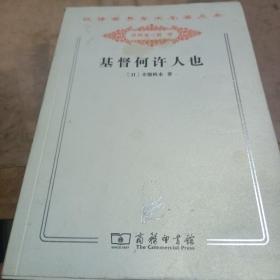 汉译世界学术名著丛书
基督何许人也
〔日〕幸德秋水 著
商务印书馆
The Commercial Press